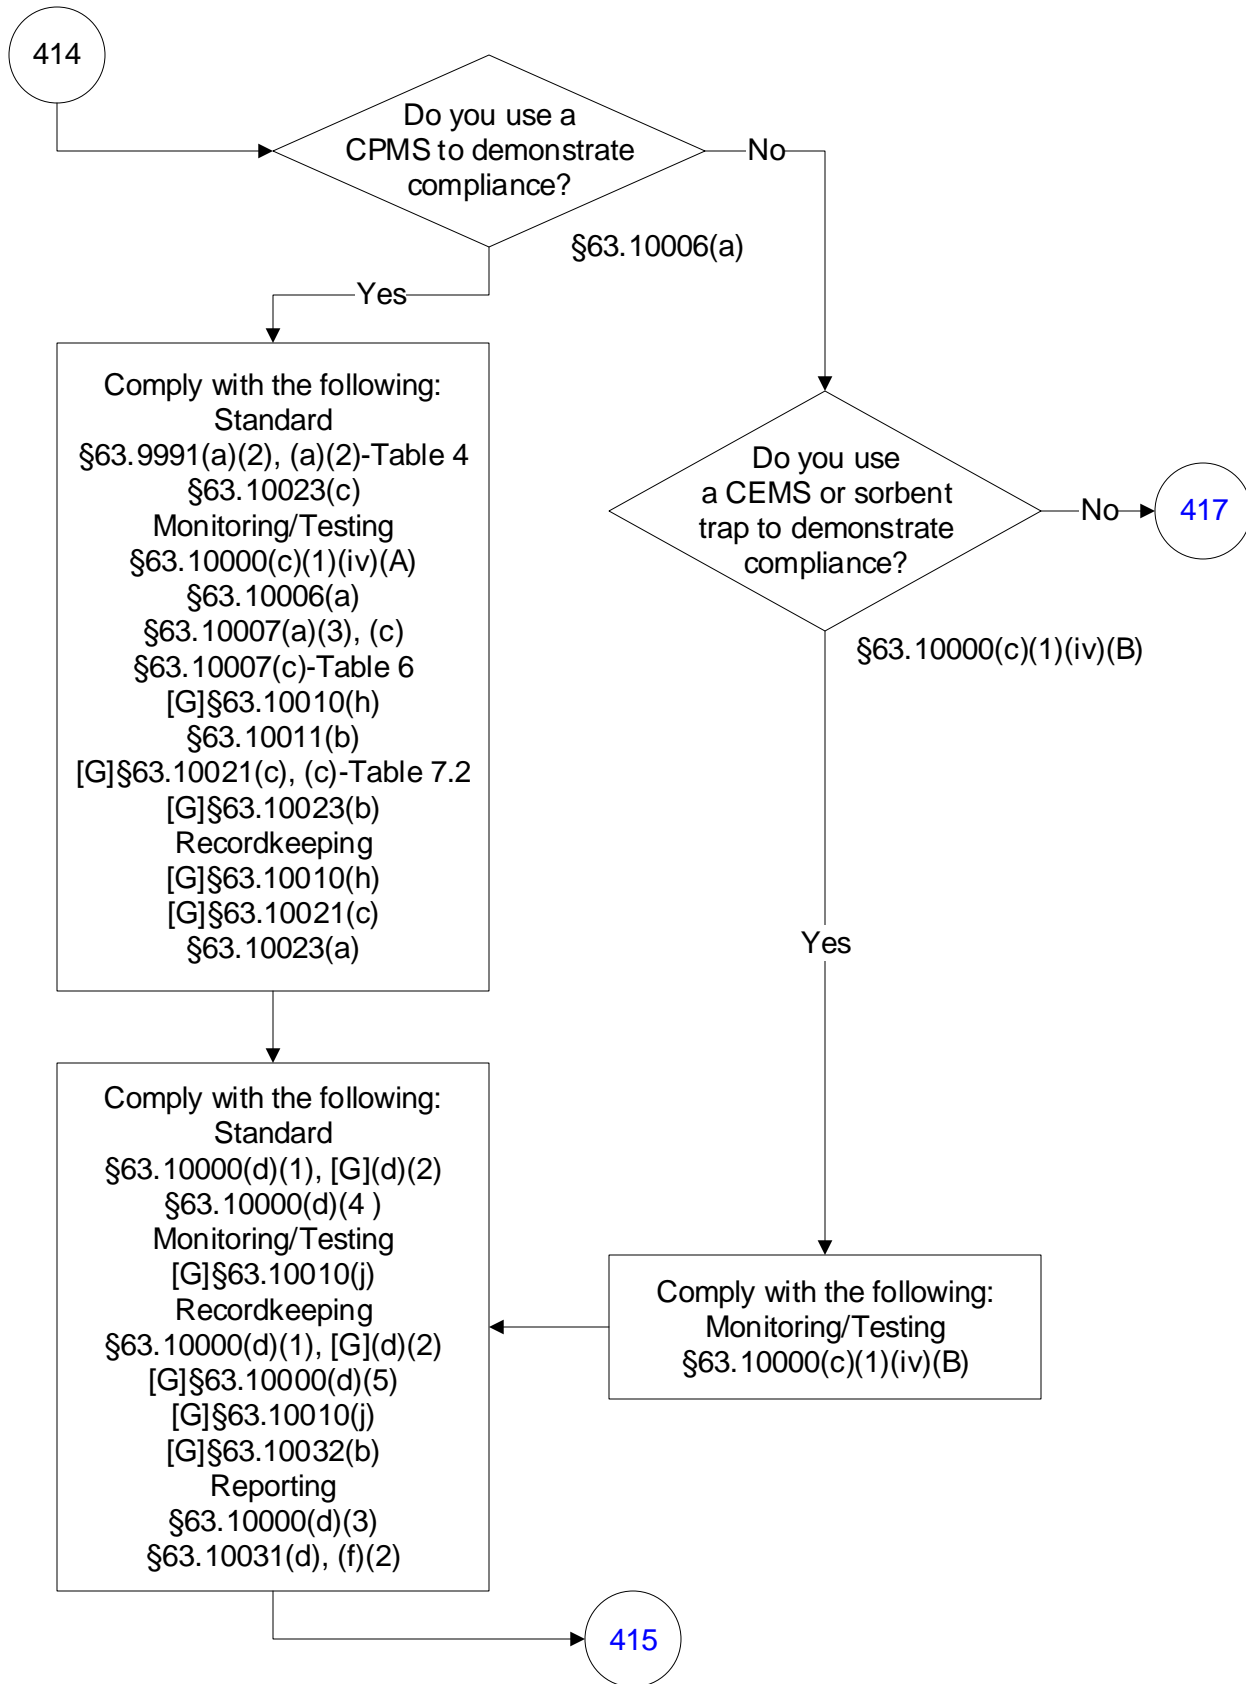 414
Do you use a
CPMS to demonstrate
compliance?
No
§63.10006(a)
Yes
Comply with the following:
Standard
§63.9991(a)(2), (a)(2)-Table 4
§63.10023(c)
Monitoring/Testing
§63.10000(c)(1)(iv)(A)
§63.10006(a)
§63.10007(a)(3), (c)
§63.10007(c)-Table 6
[G]§63.10010(h)
§63.10011(b)
[G]§63.10021(c), (c)-Table 7.2
[G]§63.10023(b)
Recordkeeping
[G]§63.10010(h)
[G]§63.10021(c)
§63.10023(a)
Do you use
a CEMS or sorbent
trap to demonstrate
compliance?
No
417
§63.10000(c)(1)(iv)(B)
Yes
Comply with the following:
Standard
§63.10000(d)(1), [G](d)(2)
§63.10000(d)(4 )
Monitoring/Testing
[G]§63.10010(j)
Recordkeeping
§63.10000(d)(1), [G](d)(2)
[G]§63.10000(d)(5)
[G]§63.10010(j)
[G]§63.10032(b)
Reporting
§63.10000(d)(3)
§63.10031(d), (f)(2)
Comply with the following:
Monitoring/Testing
§63.10000(c)(1)(iv)(B)
415